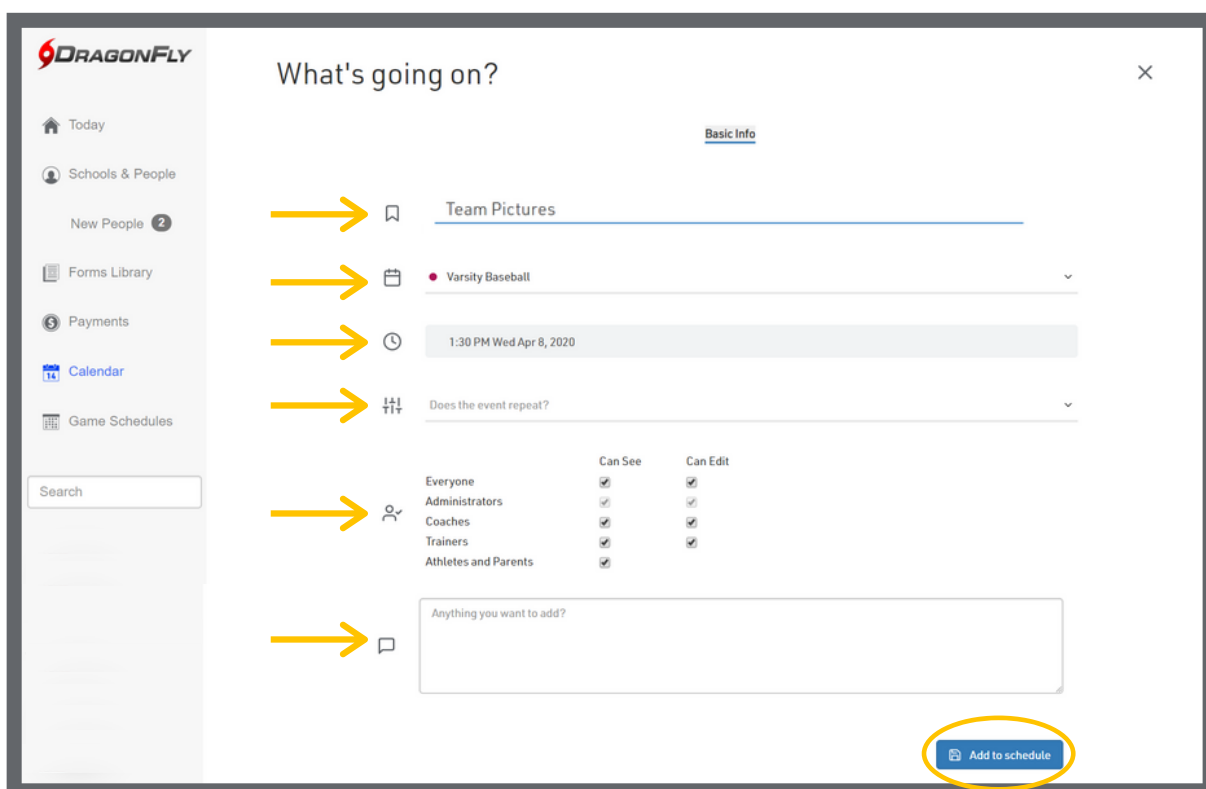 DRAGONFLY
What's going on?
Today
Basic Info
Schools & People
New People 2
Team Pictures
Forms Library
Varsity Baseball
Payments
1:30 PM Wed Apr 8, 2020
14 Calendar
Does the event repeat?
Game Schedules
Can See Can Edit
Everyone
Search
Administrators
Coaches
Trainers
Athletes and Parents
Anything you want to add?
Add to schedule